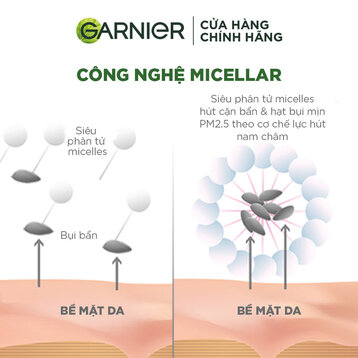 GARNIER
CỬA HÀNG
CHÍNH HÃNG
CÔNG NGHỆ MICELLAR
Siêu
phân tử
micelles
Bụi bẩn
BỀ MẶT DA
Siêu phân tử micelles
hút cặn bẩn & hạt bụi mịn
PM2.5 theo cơ chế lực hút
nam châm
BỀ MẶT DA